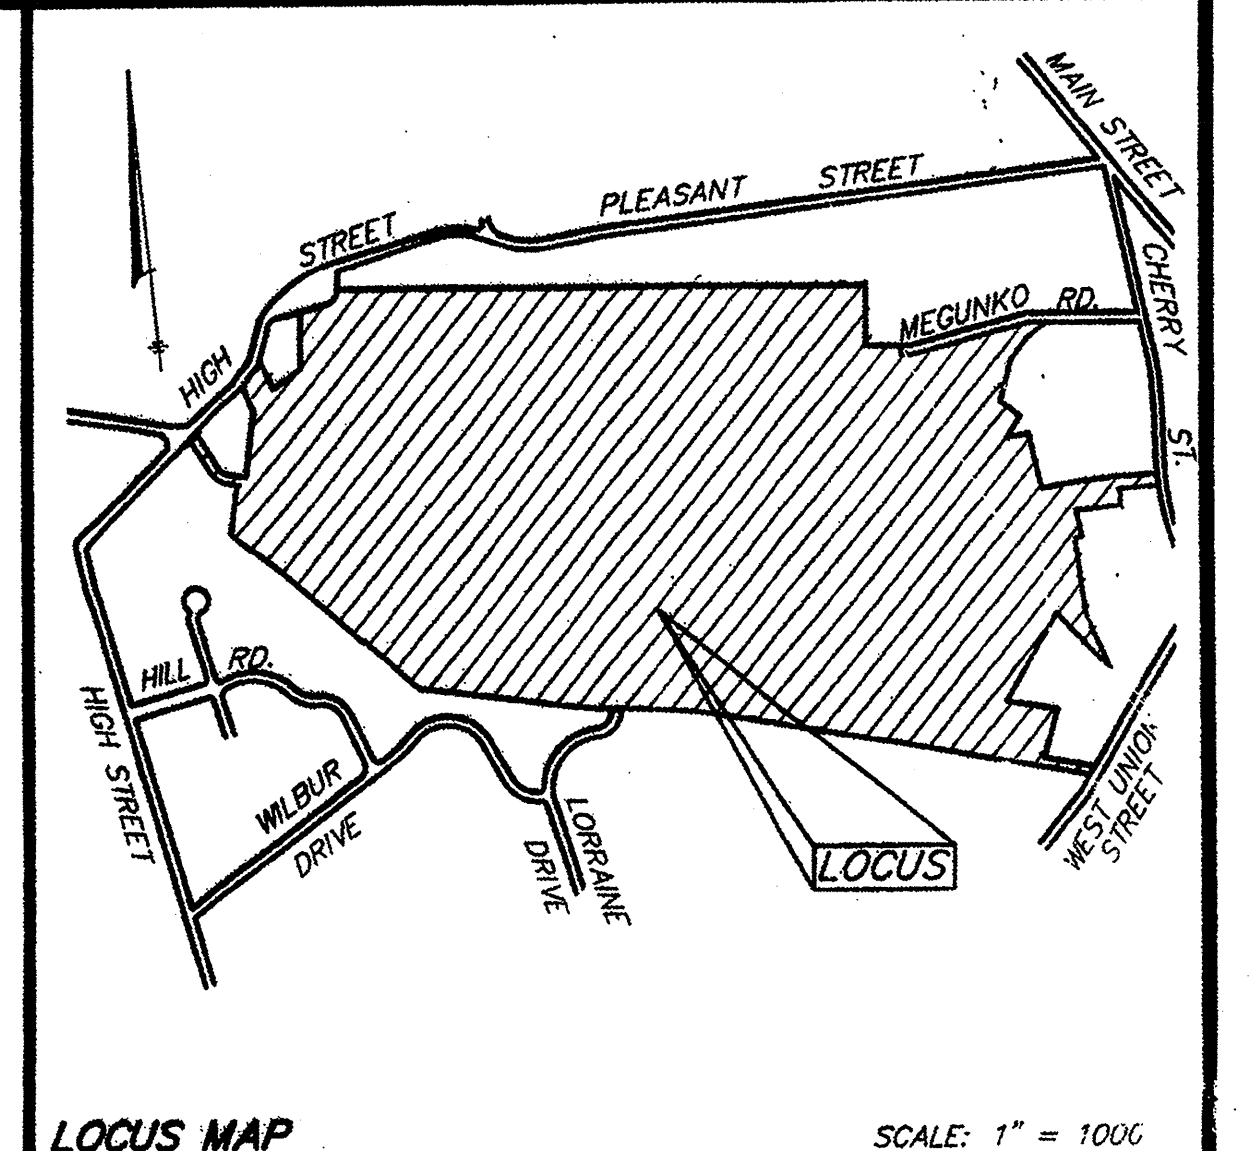 MAIN STREET
PLEASANT STREET
HIGH STREET
CHERRY ST.
MEGUNKO RD.
HILL RD.
HIGH STREET
WILBUR DRIVE
LORRAINE
DRIVE
WEST UNION
STREET
LOCUS
LOCUS MAP
SCALE: 1" = 1000